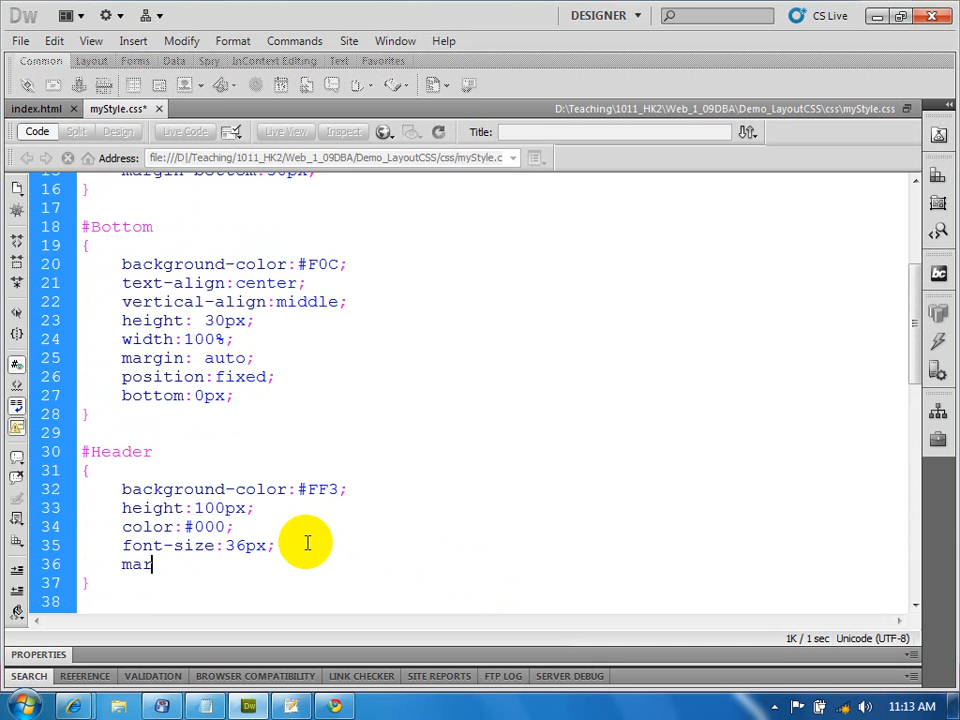 Dw
DESIGNER
CS Live
File Edit View Insert Modify Format Commands Site Window Help
Common Layout Forms Data Spry InContext Editing Text Favorites
index.html myStyle.css* D:\Teaching\1011_HK2\Web_1_09DBA\Demo_LayoutCSS\css\myStyle.css
Code Split Design Live Code Live View Inspect Title:
Address: file:///D|/Teaching/1011_HK2/Web_1_09DBA/Demo_LayoutCSS/css/myStyle.c
15 margin-bottom:30px;
16 }
17
18 #Bottom
19 {
20 background-color:#F0C;
21 text-align:center;
22 vertical-align:middle;
23 height: 30px;
24 width:100%;
25 margin: auto;
26 position:fixed;
27 bottom:0px;
28 }
29
30 #Header
31 {
32 background-color:#FF3;
33 height:100px;
34 color:#000;
35 font-size:36px;
36 mar
37 }
38
1K / 1 sec Unicode (UTF-8)
PROPERTIES
SEARCH REFERENCE VALIDATION BROWSER COMPATIBILITY LINK CHECKER SITE REPORTS FTP LOG SERVER DEBUG
11:13 AM